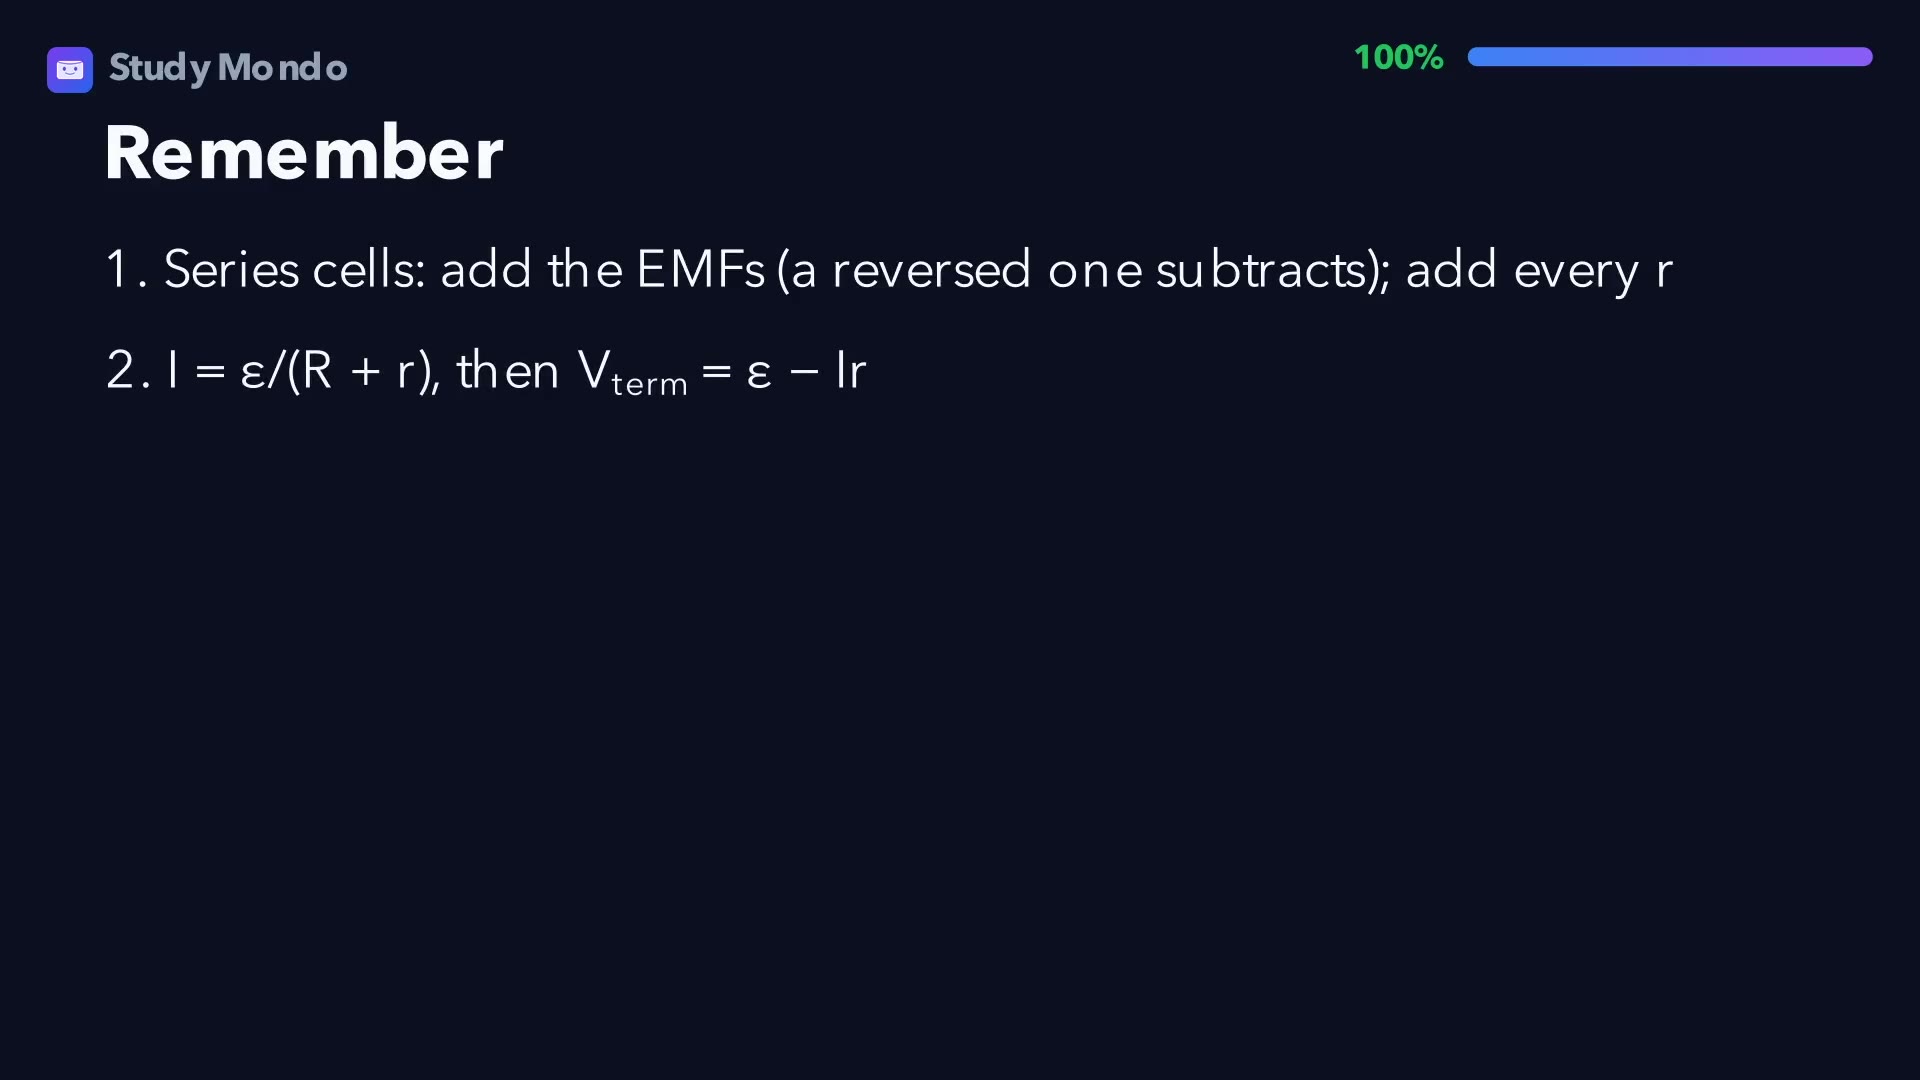 Study Mondo
100%
Remember
1. Series cells: add the EMFs (a reversed one subtracts); add every r
2. I = ε/(R + r), then Vₜₑᵣₘ = ε − Ir